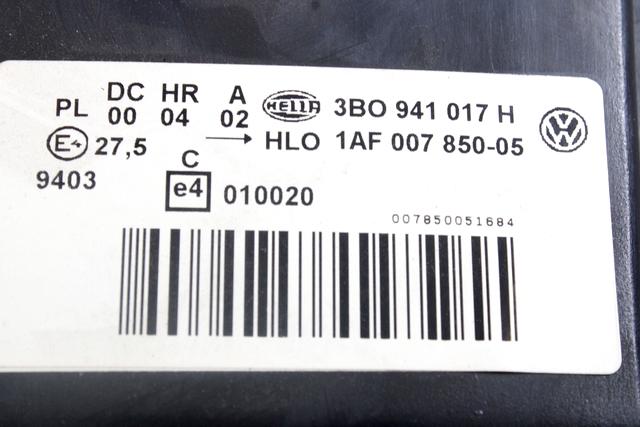 DC HR A HELLA 3BO 941 017 H
PL 00 04 02 HLO 1AF 007 850-05 VW
E4 27,5
C
9403 e4 010020
007850051684